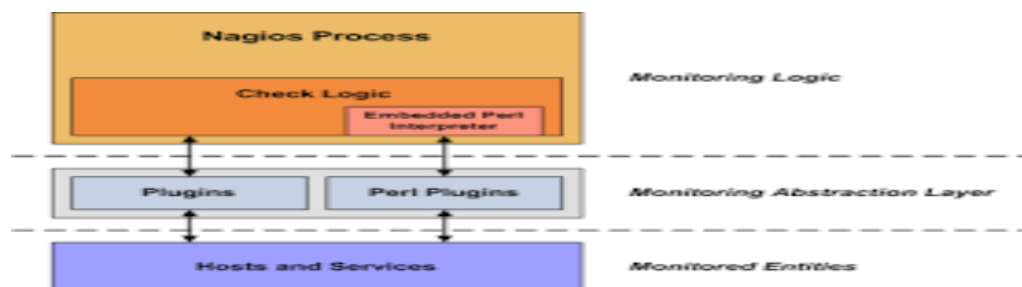 Nagios Process
Monitoring Logic
Check Logic
Embedded Perl
Interpreter
Plugins
Perl Plugins
Monitoring Abstraction Layer
Hosts and Services
Monitored Entities